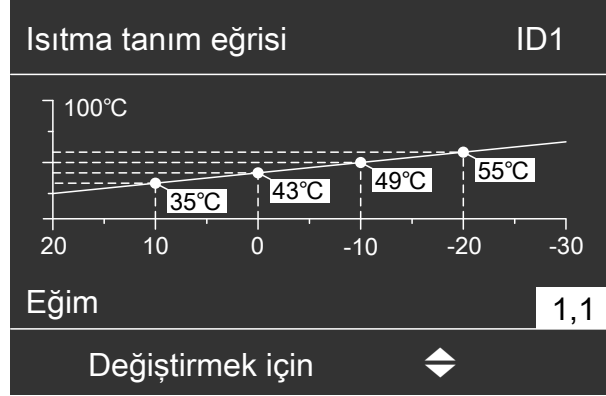 Isıtma tanım eğrisi ID1
100°C
35°C 43°C 49°C 55°C
20 10 0 -10 -20 -30
Eğim 1,1
Değiştirmek için